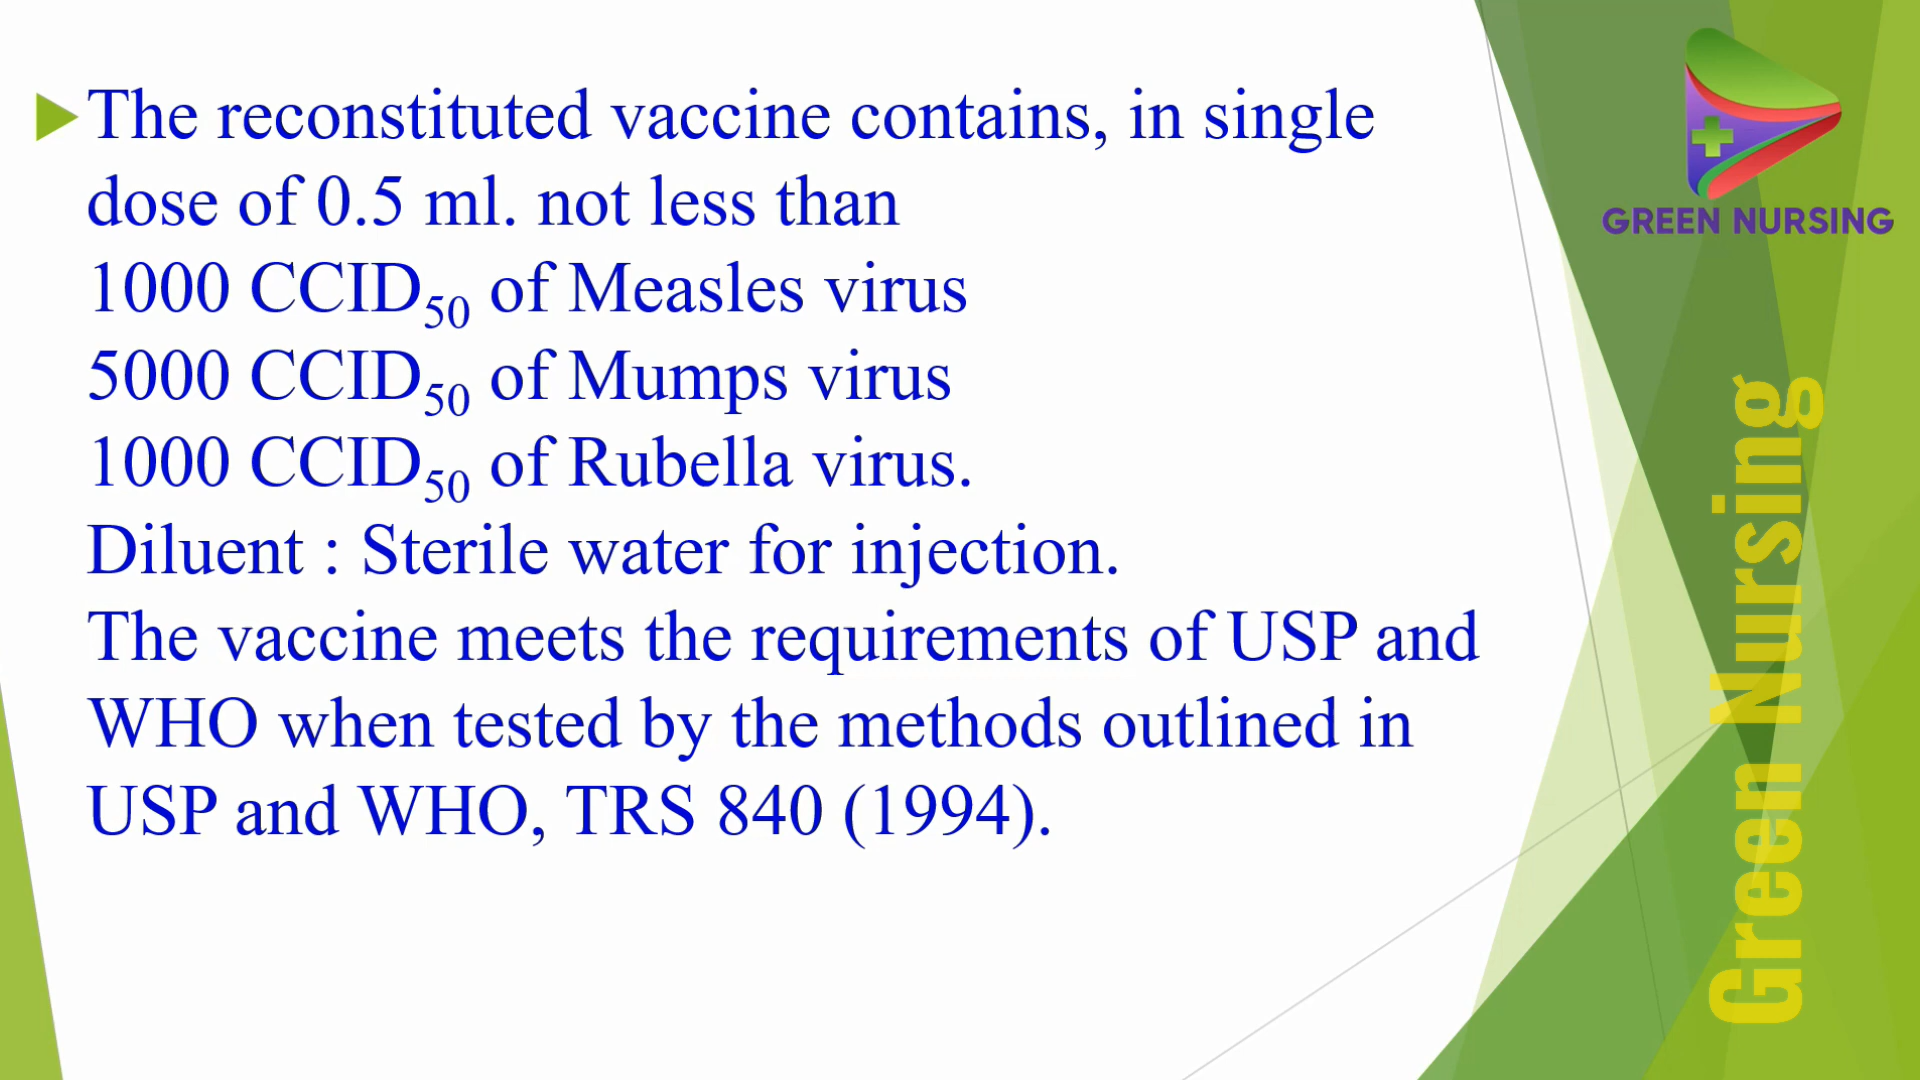 The reconstituted vaccine contains, in single
dose of 0.5 ml. not less than
1000 CCID₅₀ of Measles virus
5000 CCID₅₀ of Mumps virus
1000 CCID₅₀ of Rubella virus.
Diluent : Sterile water for injection.
The vaccine meets the requirements of USP and
WHO when tested by the methods outlined in
USP and WHO, TRS 840 (1994).
GREEN NURSING
Green Nursing